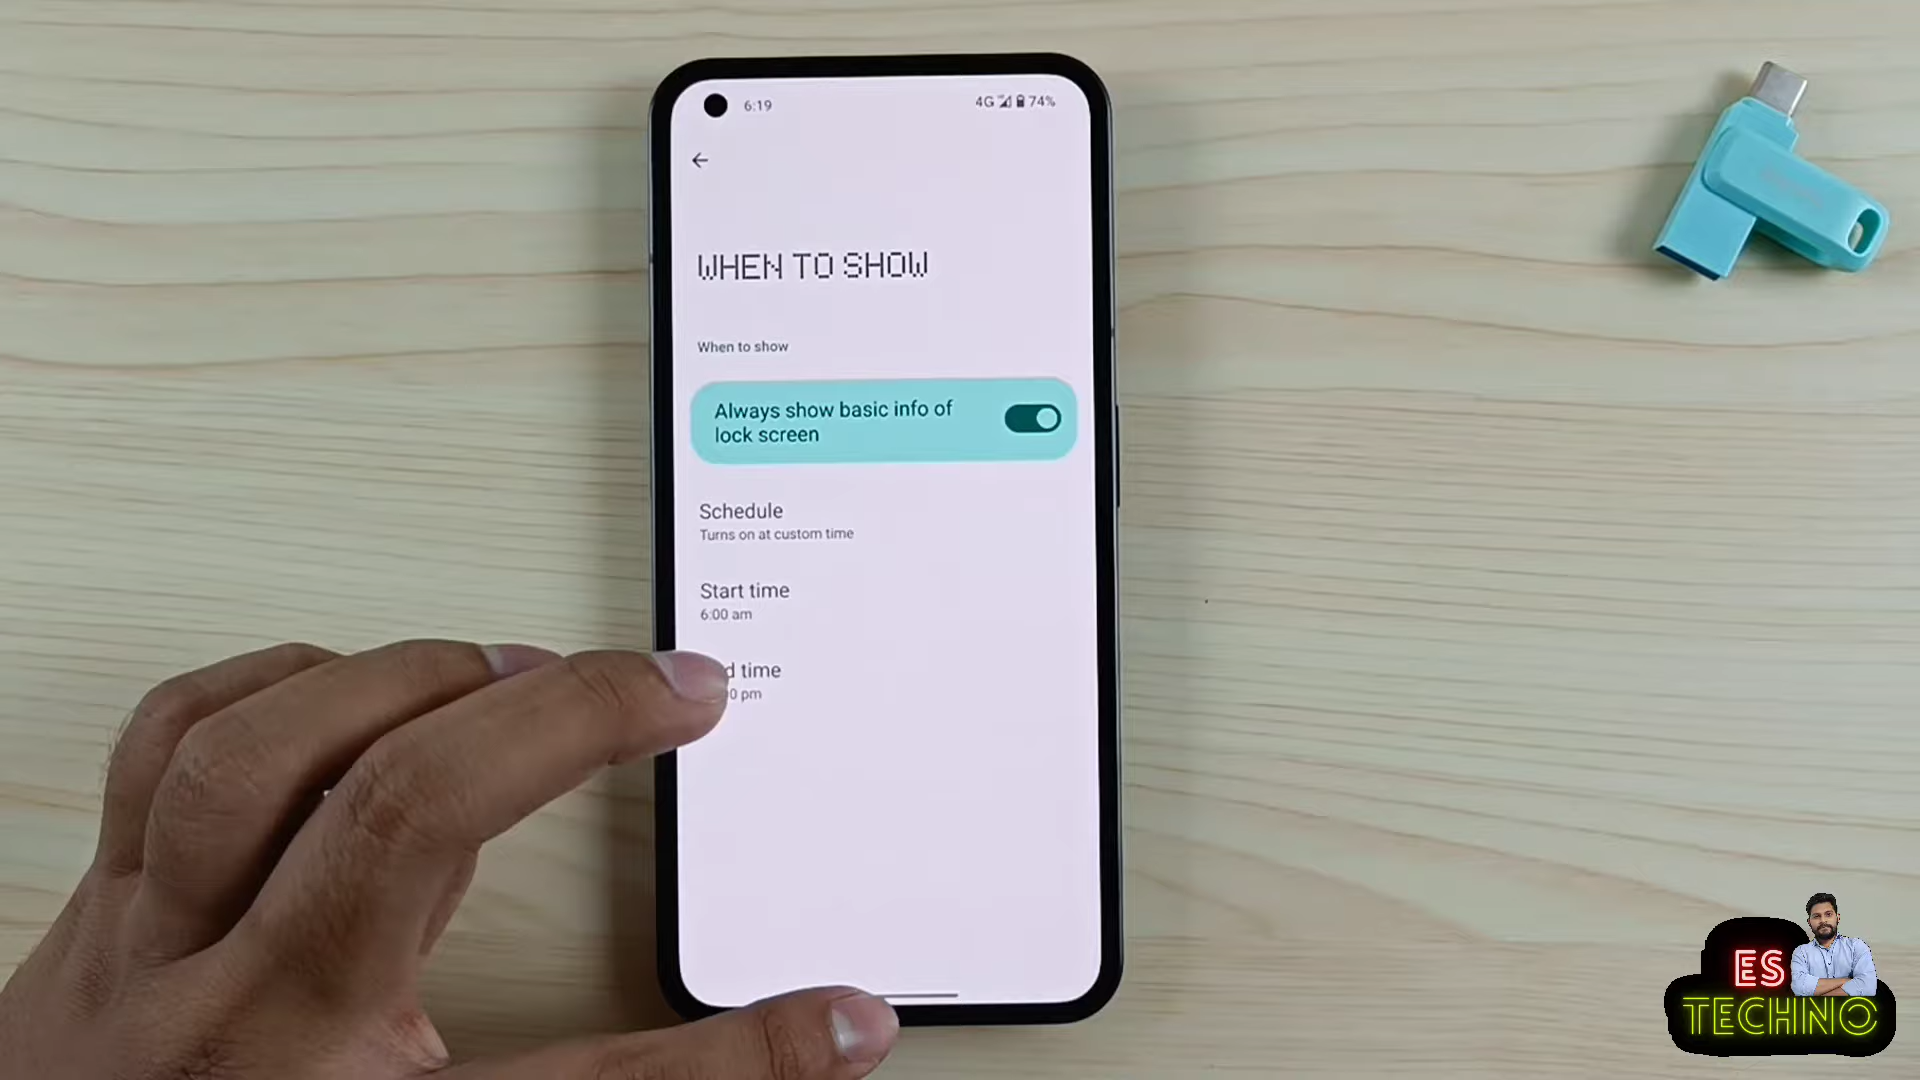 6:19
4G 74%
WHEN TO SHOW
When to show
Always show basic info of
lock screen
Schedule
Turns on at custom time
Start time
6:00 am
time
pm
ES
TECHNO